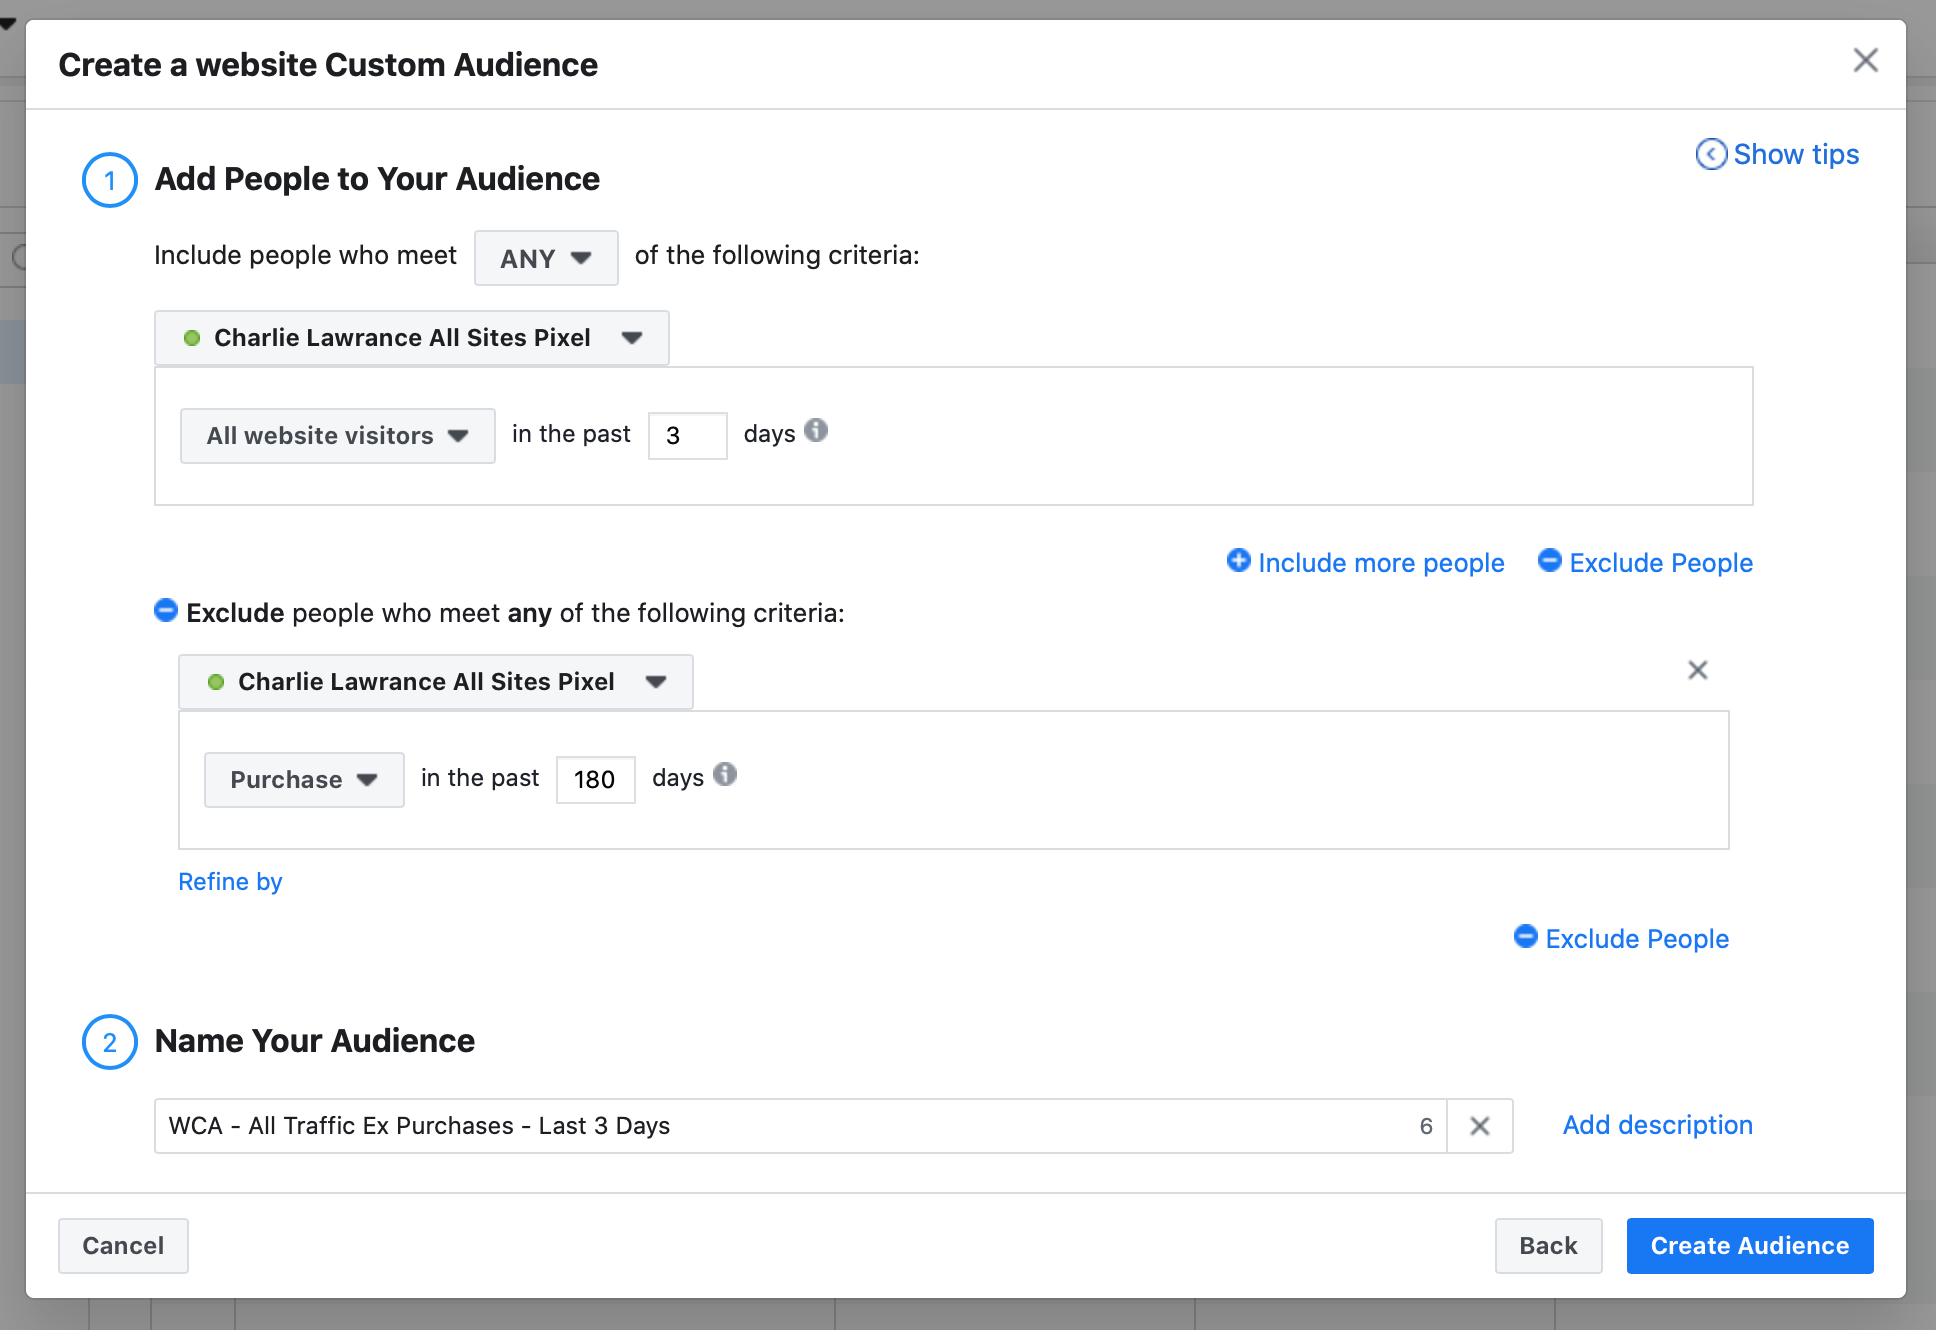 Create a website Custom Audience
Show tips
1 Add People to Your Audience
Include people who meet ANY of the following criteria:
Charlie Lawrance All Sites Pixel
All website visitors in the past 3 days
Include more people Exclude People
Exclude people who meet any of the following criteria:
Charlie Lawrance All Sites Pixel
Purchase in the past 180 days
Refine by
Exclude People
2 Name Your Audience
WCA - All Traffic Ex Purchases - Last 3 Days 6 Add description
Cancel Back Create Audience